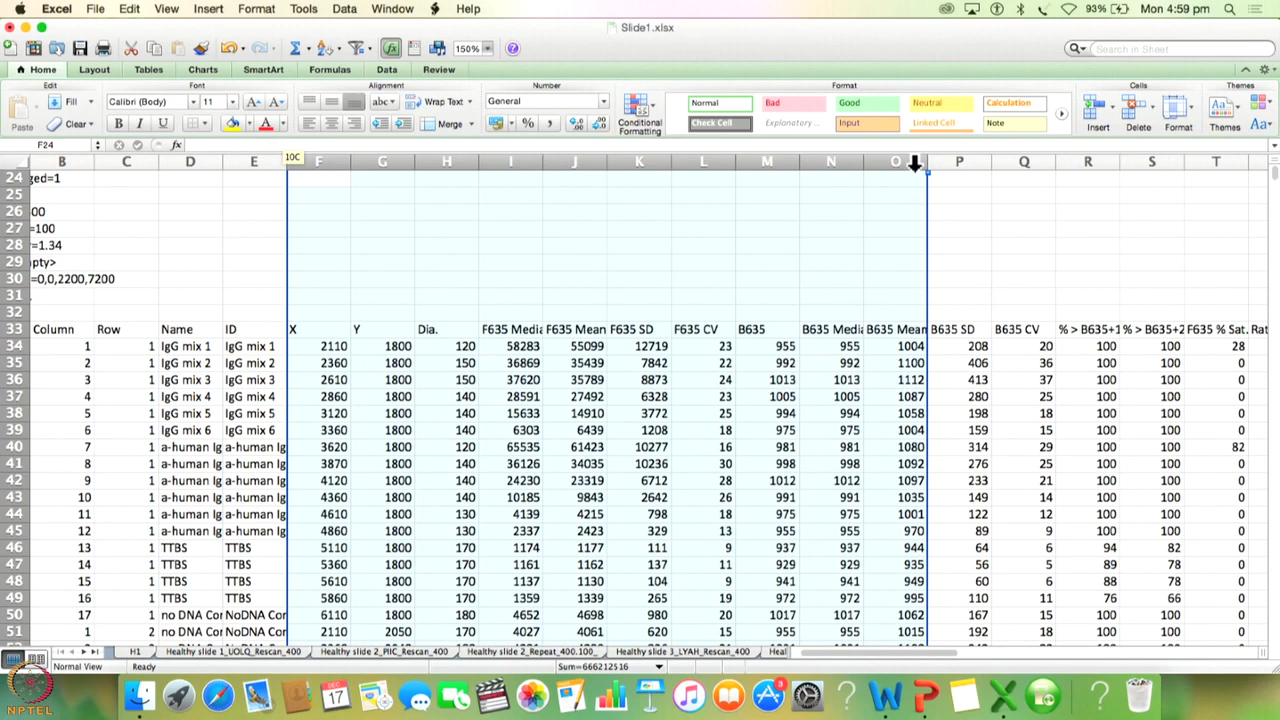 Excel File Edit View Insert Format Tools Data Window Help 93% Mon 4:59 pm
Slide1.xlsx
150% Search in Sheet
Home Layout Tables Charts SmartArt Formulas Data Review
Edit Font Alignment Number Format Cells Themes
Fill Calibri (Body) 11 abc Wrap Text General Normal Bad Good Neutral Calculation
Paste Clear B I U Merge Conditional Formatting Check Cell Explanatory ... Input Linked Cell Note Insert Delete Format Themes Aa
F24 fx
10C
B C D E F G H I J K L M N O P Q R S T
24 ged=1
25
26 00
27 =100
28 =1.34
29 pty>
30 =0,0,2200,7200
31
32
33 Column Row Name ID X Y Dia. F635 Media F635 Mean F635 SD F635 CV B635 B635 Media B635 Mean B635 SD B635 CV % > B635+1 % > B635+2 F635 % Sat. Rat
34 1 1 IgG mix 1 IgG mix 1 2110 1800 120 58283 55099 12719 23 955 955 1004 208 20 100 100 28
35 2 1 IgG mix 2 IgG mix 2 2360 1800 150 36869 35439 7842 22 992 992 1100 406 36 100 100 0
36 3 1 IgG mix 3 IgG mix 3 2610 1800 150 37620 35789 8873 24 1013 1013 1112 413 37 100 100 0
37 4 1 IgG mix 4 IgG mix 4 2860 1800 140 28591 27492 6328 23 1005 1005 1087 280 25 100 100 0
38 5 1 IgG mix 5 IgG mix 5 3120 1800 140 15633 14910 3772 25 994 994 1058 198 18 100 100 0
39 6 1 IgG mix 6 IgG mix 6 3360 1800 140 6303 6439 1208 18 975 975 1004 159 15 100 100 0
40 7 1 a-human Ig a-human Ig 3620 1800 120 65535 61423 10277 16 981 981 1080 314 29 100 100 82
41 8 1 a-human Ig a-human Ig 3870 1800 140 36126 34035 10236 30 998 998 1092 276 25 100 100 0
42 9 1 a-human Ig a-human Ig 4120 1800 140 24230 23319 6712 28 1012 1012 1097 233 21 100 100 0
43 10 1 a-human Ig a-human Ig 4360 1800 140 10185 9843 2642 26 991 991 1035 149 14 100 100 0
44 11 1 a-human Ig a-human Ig 4610 1800 130 4139 4215 798 18 975 975 1001 122 12 100 100 0
45 12 1 a-human Ig a-human Ig 4860 1800 140 2337 2423 329 13 955 955 970 89 9 100 100 0
46 13 1 TTBS TTBS 5110 1800 170 1174 1177 111 9 937 937 944 64 6 94 82 0
47 14 1 TTBS TTBS 5360 1800 170 1161 1162 137 11 929 929 935 56 5 89 78 0
48 15 1 TTBS TTBS 5610 1800 170 1137 1130 104 9 941 941 949 60 6 88 78 0
49 16 1 TTBS TTBS 5860 1800 170 1359 1339 265 19 972 972 995 110 11 76 66 0
50 17 1 no DNA Cor NoDNA Cor 6110 1800 180 4652 4698 980 20 1017 1017 1062 167 15 100 100 0
51 1 2 no DNA Cor NoDNA Cor 2110 2050 170 4027 4061 620 15 955 955 1015 192 18 100 100 0
H1 Healthy slide 1_UOLQ_Rescan_400 Healthy slide 2_PIIC_Rescan_400 Healthy slide 2_Repeat_400.100_ Healthy slide 3_LYAH_Rescan_400 Heal
Normal View Ready Sum=666212516
DEC 17
NPTEL